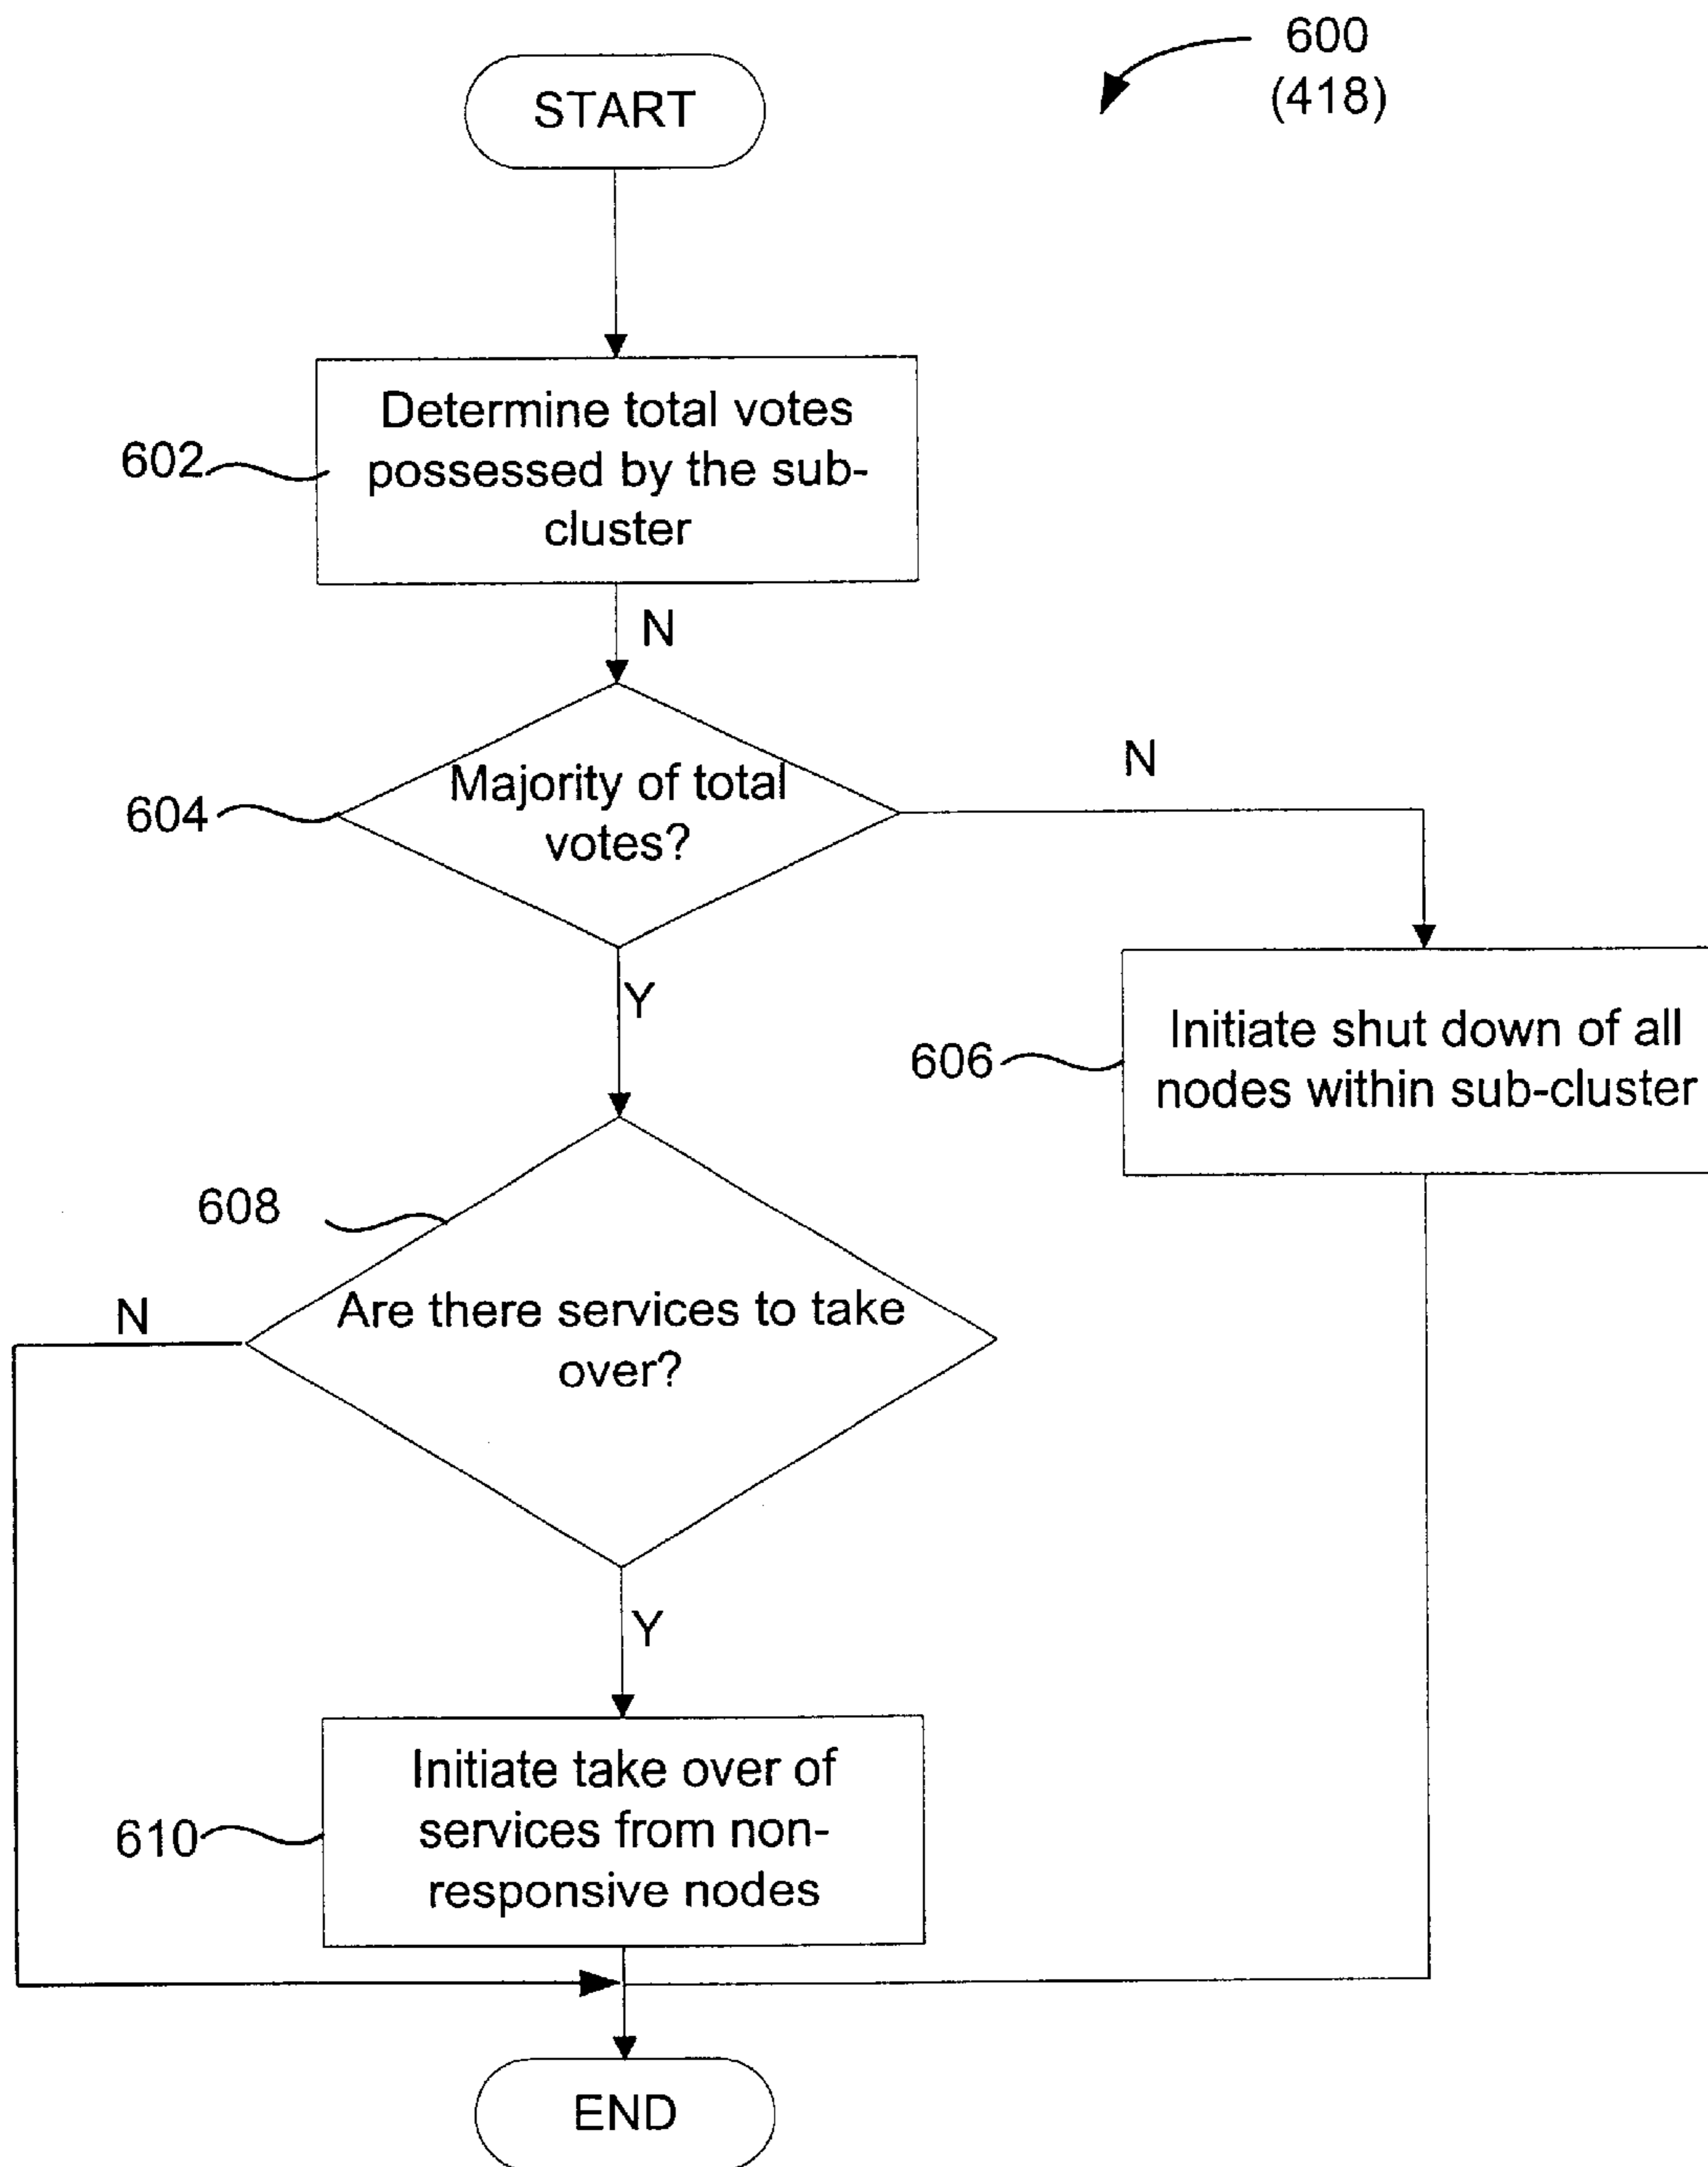 600
(418)
START
602
Determine total votes
possessed by the sub-
cluster
N
604
Majority of total
votes?
N
Y
606
Initiate shut down of all
nodes within sub-cluster
608
N
Are there services to take
over?
Y
610
Initiate take over of
services from non-
responsive nodes
END